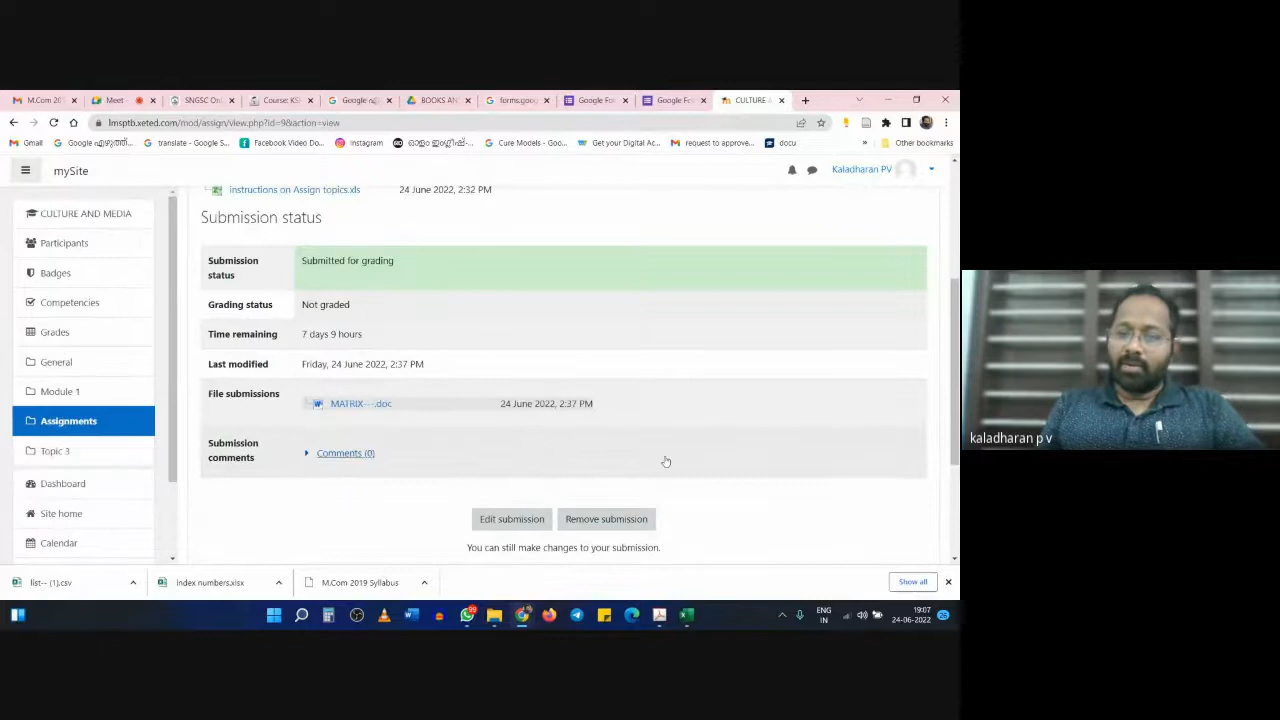 M.Com 20
Meet -
SNGSC On
Course: KS
forms.goog
Google For
Google For
CULTURE A
lmsptb.xeted.com/mod/assign/view.php?id=9&action=view
Gmail
translate - Google S...
Facebook Video Do...
Instagram
Cure Models - Goo...
Get your Digital Ac...
request to approve...
docu
»
Other bookmarks
mySite
Kaladharan PV
instructions on Assign topics.xls 24 June 2022, 2:32 PM
Submission status
CULTURE AND MEDIA
Participants
Badges
Competencies
Grades
General
Module 1
Assignments
Topic 3
Dashboard
Site home
Calendar
Submission status Submitted for grading
Grading status Not graded
Time remaining 7 days 9 hours
Last modified Friday, 24 June 2022, 2:37 PM
File submissions MATRIX---.doc 24 June 2022, 2:37 PM
Submission comments Comments (0)
Edit submission Remove submission
You can still make changes to your submission.
kaladharan p v
list-- (1).csv index numbers.xlsx M.Com 2019 Syllabus Show all
99
ENG
IN
19:07
24-06-2022